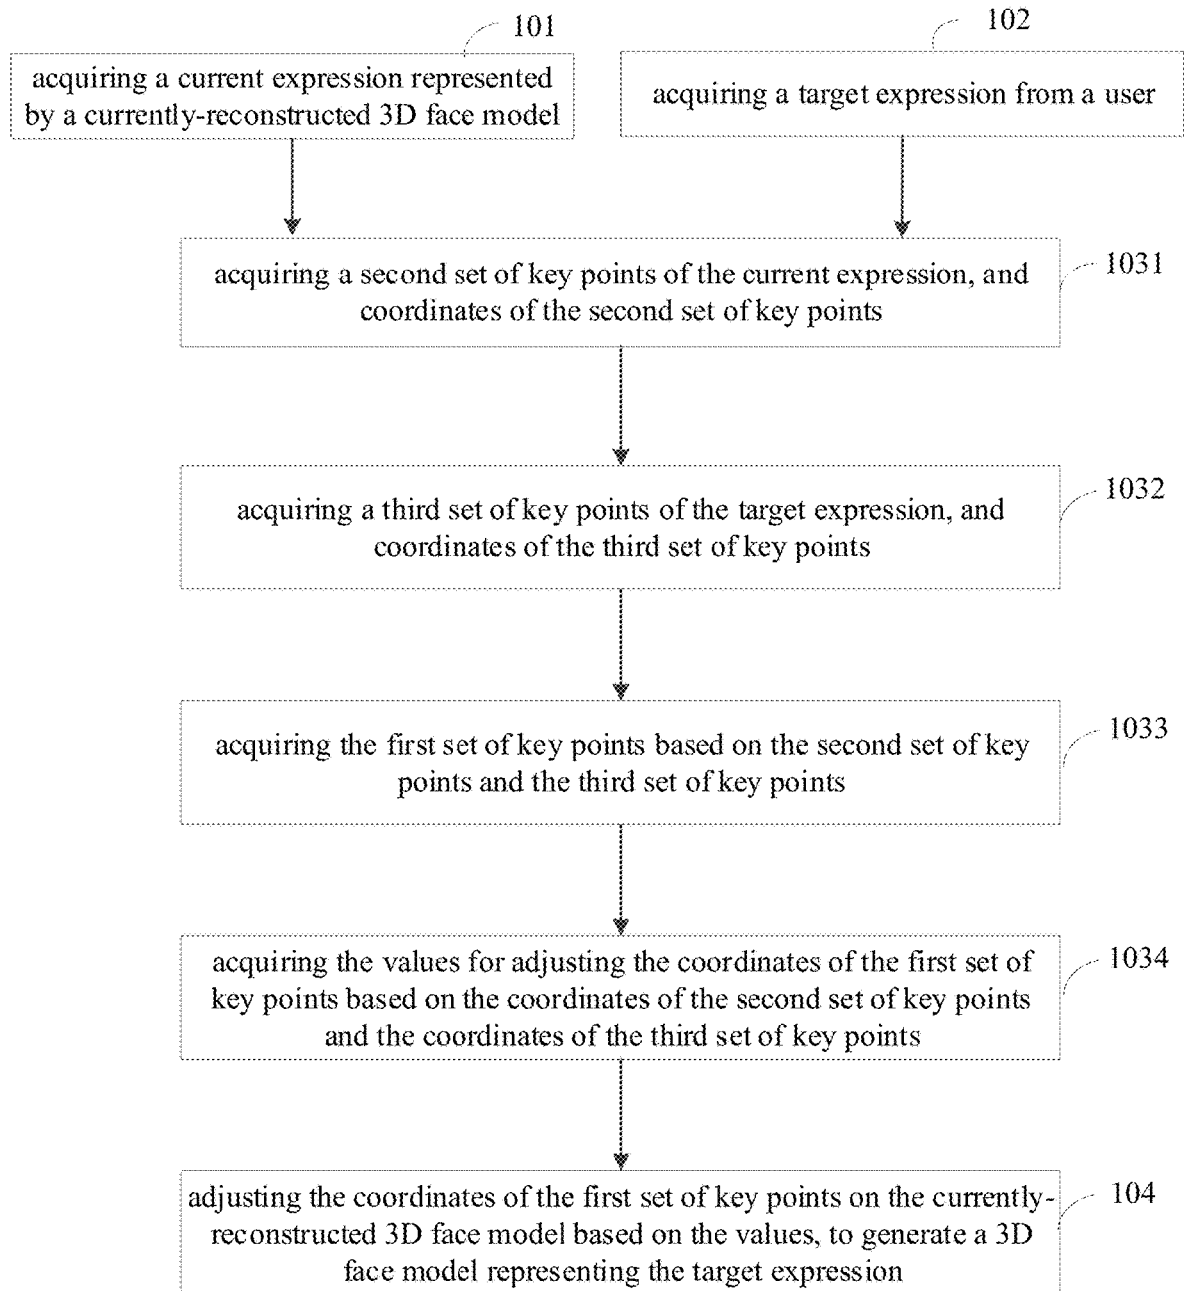 101
acquiring a current expression represented
by a currently-reconstructed 3D face model
102
acquiring a target expression from a user
1031
acquiring a second set of key points of the current expression, and
coordinates of the second set of key points
1032
acquiring a third set of key points of the target expression, and
coordinates of the third set of key points
1033
acquiring the first set of key points based on the second set of key
points and the third set of key points
1034
acquiring the values for adjusting the coordinates of the first set of
key points based on the coordinates of the second set of key points
and the coordinates of the third set of key points
104
adjusting the coordinates of the first set of key points on the currently-
reconstructed 3D face model based on the values, to generate a 3D
face model representing the target expression